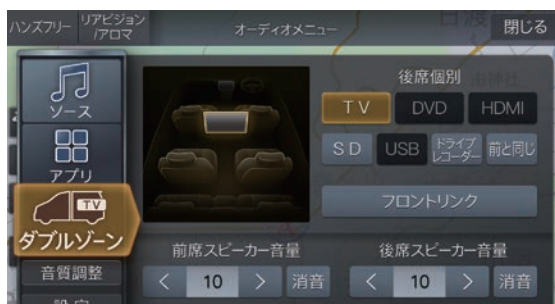 ハンズフリー
リアビジョン
/アロマ
オーディオメニュー
閉じる
ソース
アプリ
TV
ダブルゾーン
音質調整
設定
後席個別
TV
DVD
HDMI
SD
USB
ドライブ
レコーダー
前と同じ
フロントリンク
前席スピーカー音量
< 10 >
消音
後席スピーカー音量
< 10 >
消音